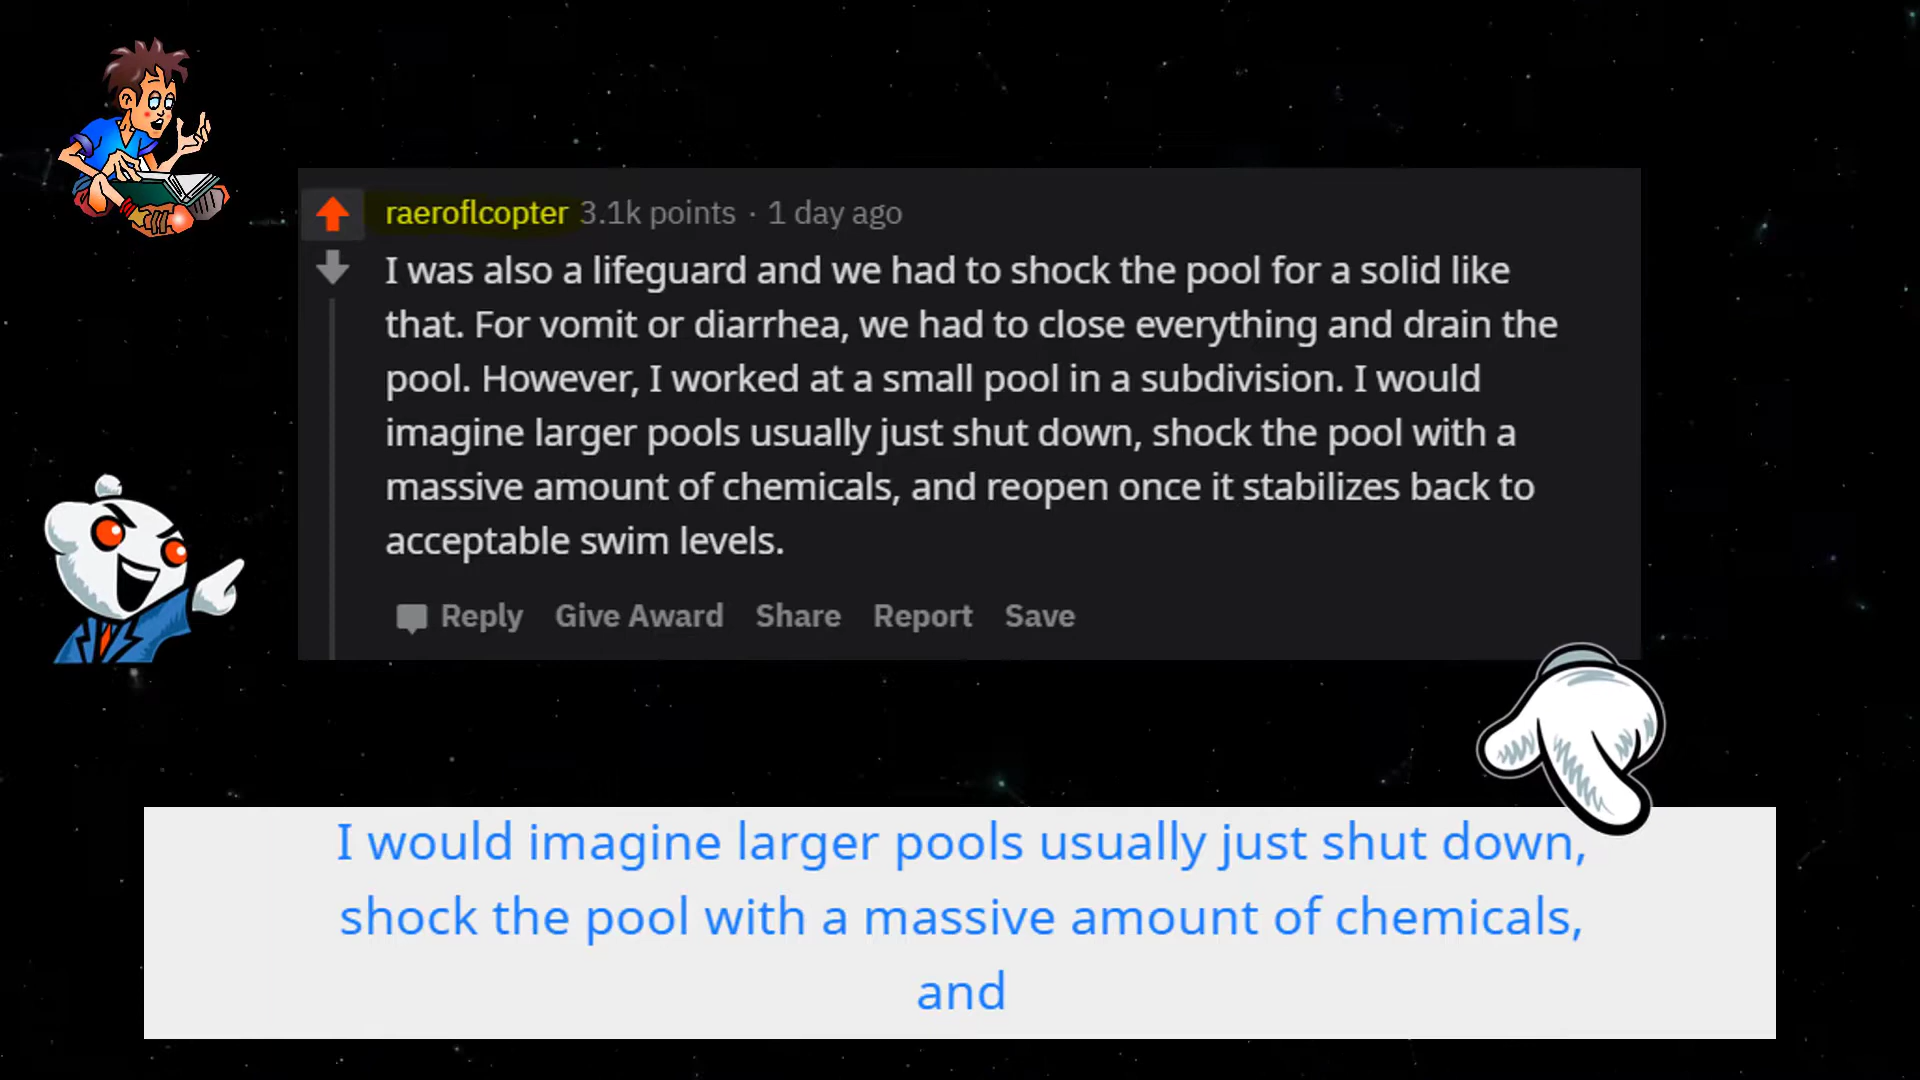 raeroflcopter 3.1k points · 1 day ago
I was also a lifeguard and we had to shock the pool for a solid like
that. For vomit or diarrhea, we had to close everything and drain the
pool. However, I worked at a small pool in a subdivision. I would
imagine larger pools usually just shut down, shock the pool with a
massive amount of chemicals, and reopen once it stabilizes back to
acceptable swim levels.
Reply Give Award Share Report Save
I would imagine larger pools usually just shut down,
shock the pool with a massive amount of chemicals,
and